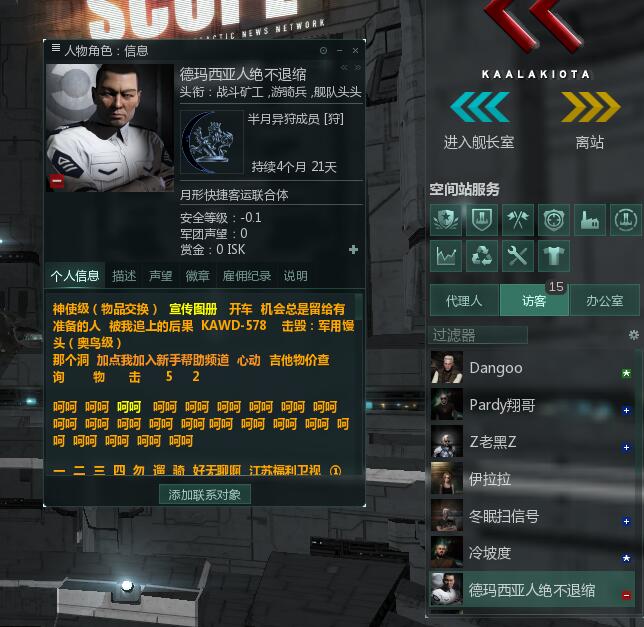 SCOPE
ACTIC NEWS NETWORK
人物角色：信息
德玛西亚人绝不退缩
头衔：战斗矿工 ,游骑兵 ,舰队头头
半月异狩成员 [狩]
持续4个月 21天
月形快捷客运联合体
安全等级：-0.1
军团声望：0
赏金：0 ISK
个人信息 描述 声望 徽章 雇佣纪录 说明
神使级（物品交换） 宣传图册 开车 机会总是留给有
准备的人 被我追上的后果 KAWD-578 击毁：军用馒
头（奥鸟级）
那个洞 加点我加入新手帮助频道 心动 吉他物价查
询 物 击 5 2
呵呵 呵呵 呵呵 呵呵 呵呵 呵呵 呵呵 呵呵 呵呵
呵呵 呵呵 呵呵 呵呵 呵呵 呵呵 呵呵 呵呵 呵呵 呵
呵 呵呵 呵呵 呵呵 呵呵
一 二 三 四 勿 遛 骑 好无聊啊 江苏福利卫视 ①
添加联系对象
KAALAKIOTA
进入舰长室 离站
空间站服务
代理人 访客 15 办公室
过滤器
Dangoo
Pardy翔哥
Z老黑Z
伊拉拉
冬眠扫信号
冷坡度
德玛西亚人绝不退缩